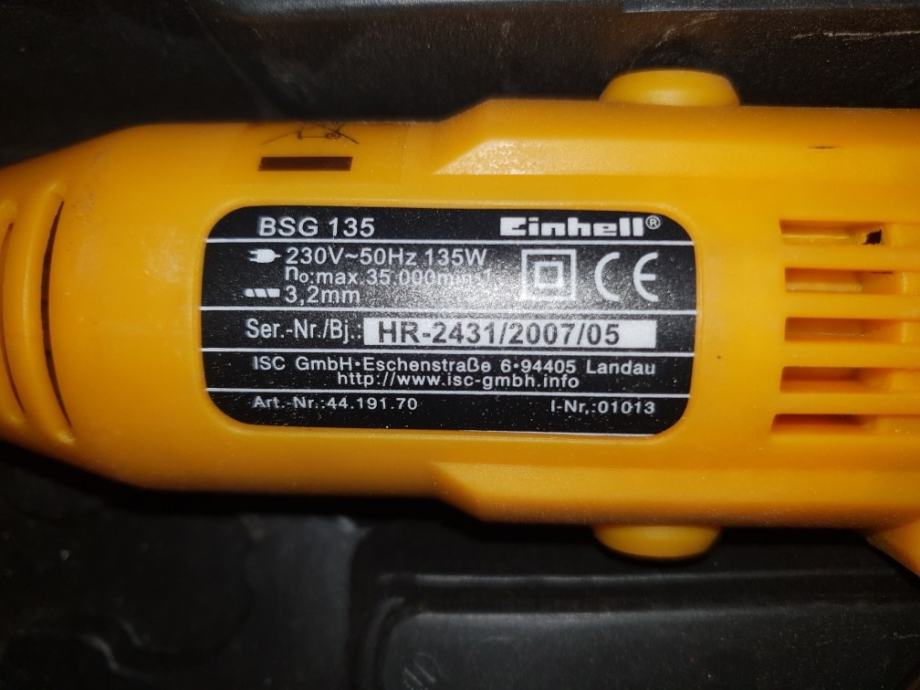 BSG 135 Einhell®
230V~50Hz 135W
n₀:max.35.000min-1
3,2mm
CE
Ser.-Nr./Bj.: HR-2431/2007/05
ISC GmbH•Eschenstraße 6•94405 Landau
http://www.isc-gmbh.info
Art.-Nr.:44.191.70 I-Nr.:01013